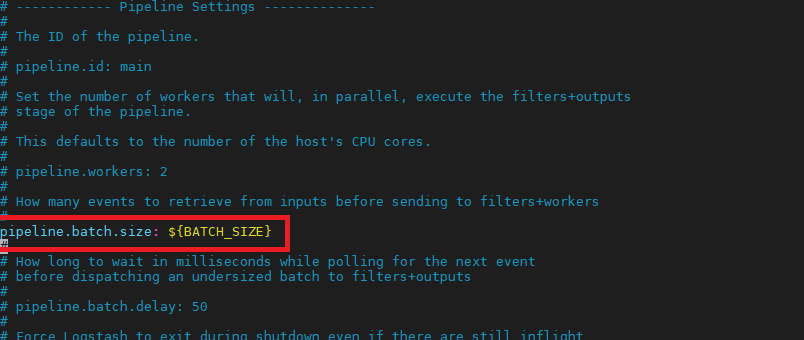 # ------------ Pipeline Settings --------------
#
# The ID of the pipeline.
#
# pipeline.id: main
#
# Set the number of workers that will, in parallel, execute the filters+outputs
# stage of the pipeline.
#
# This defaults to the number of the host's CPU cores.
#
# pipeline.workers: 2
#
# How many events to retrieve from inputs before sending to filters+workers
#
pipeline.batch.size: ${BATCH_SIZE}
#
# How long to wait in milliseconds while polling for the next event
# before dispatching an undersized batch to filters+outputs
#
# pipeline.batch.delay: 50
#
# Force Logstash to exit during shutdown even if there are still inflight